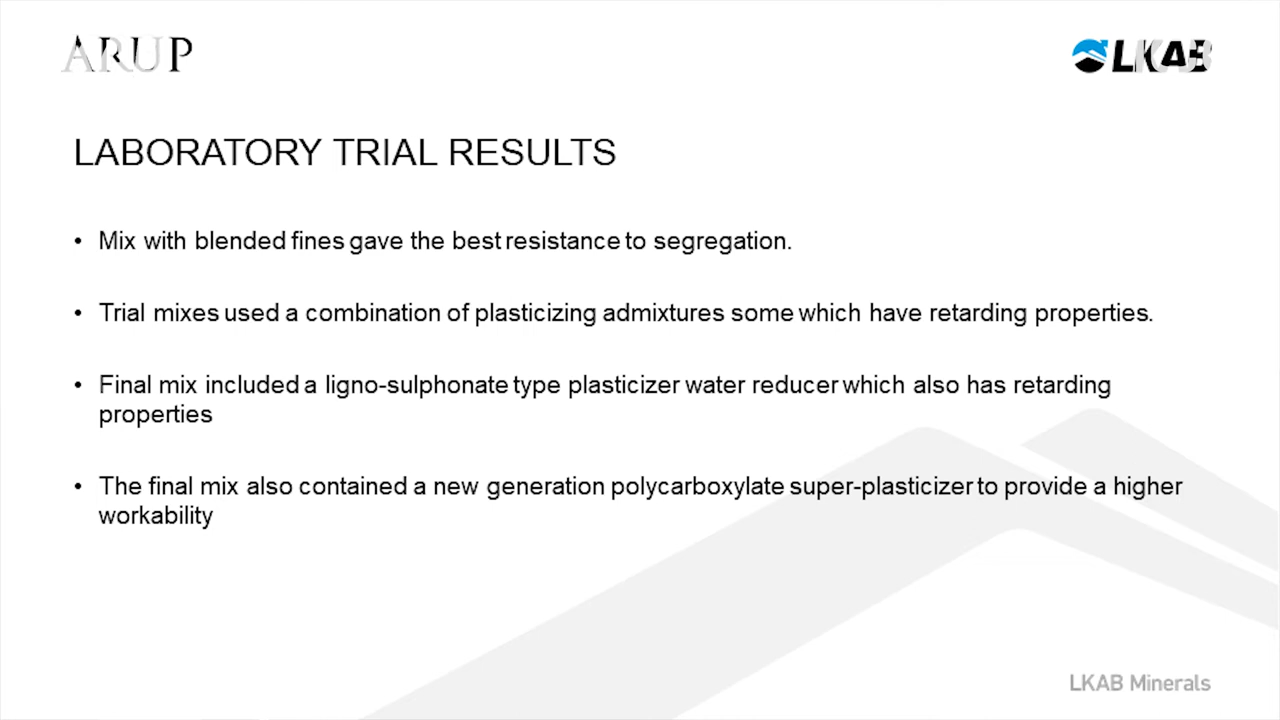 ARUP
LKAB
LABORATORY TRIAL RESULTS
• Mix with blended fines gave the best resistance to segregation.
• Trial mixes used a combination of plasticizing admixtures some which have retarding properties.
• Final mix included a ligno-sulphonate type plasticizer water reducer which also has retarding
properties
• The final mix also contained a new generation polycarboxylate super-plasticizer to provide a higher
workability
LKAB Minerals